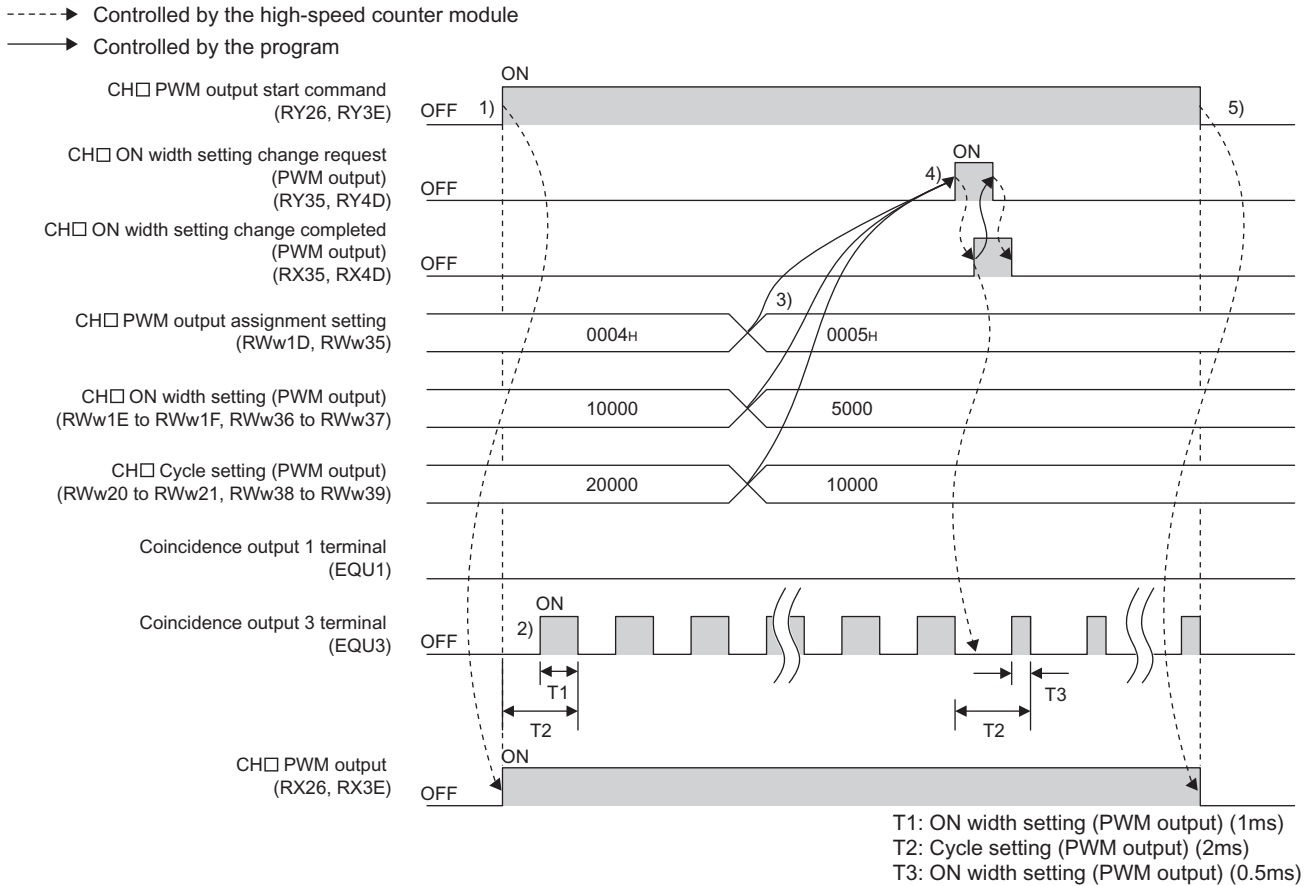 Controlled by the high-speed counter module
Controlled by the program
ON
CH□ PWM output start command
(RY26, RY3E)
OFF
1)
5)
CH□ ON width setting change request
(PWM output)
(RY35, RY4D)
ON
4)
OFF
CH□ ON width setting change completed
(PWM output)
(RX35, RX4D)
OFF
3)
CH□ PWM output assignment setting
(RWw1D, RWw35)
0004H
0005H
CH□ ON width setting (PWM output)
(RWw1E to RWw1F, RWw36 to RWw37)
10000
5000
CH□ Cycle setting (PWM output)
(RWw20 to RWw21, RWw38 to RWw39)
20000
10000
Coincidence output 1 terminal
(EQU1)
ON
Coincidence output 3 terminal
(EQU3)
OFF
2)
T1
T3
T2
T2
ON
CH□ PWM output
(RX26, RX3E)
OFF
T1: ON width setting (PWM output) (1ms)
T2: Cycle setting (PWM output) (2ms)
T3: ON width setting (PWM output) (0.5ms)